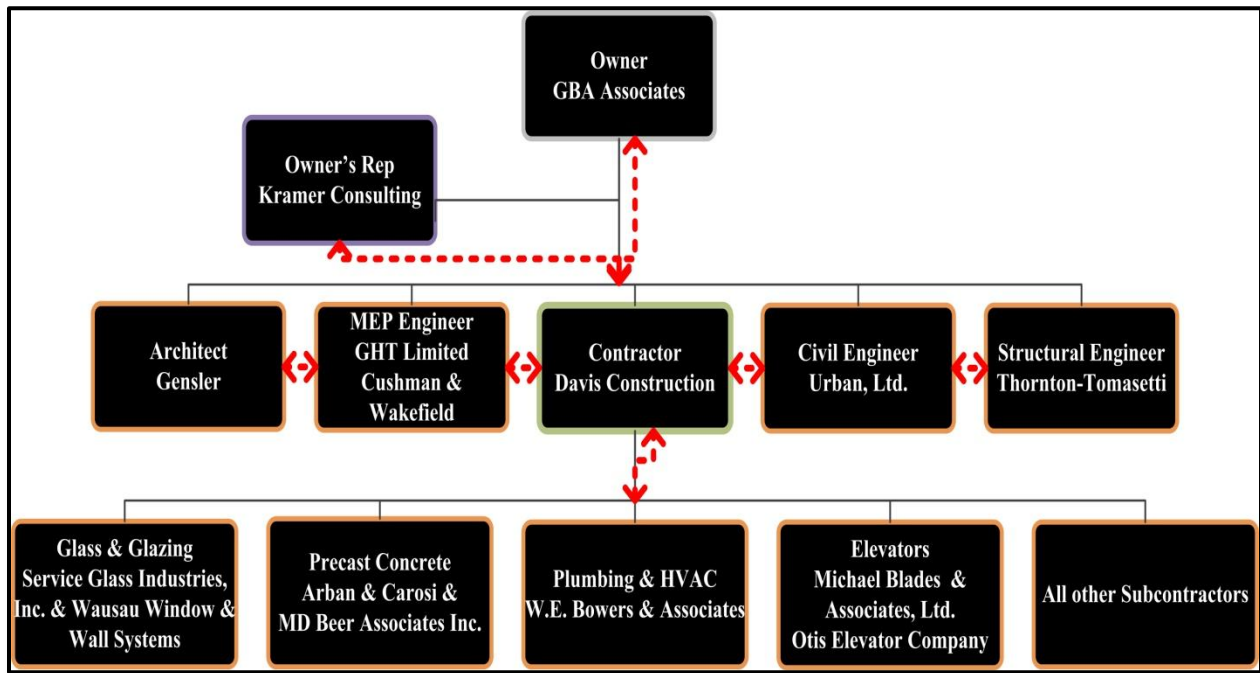 Owner
GBA Associates
Owner’s Rep
Kramer Consulting
Architect
Gensler
MEP Engineer
GHT Limited
Cushman &
Wakefield
Contractor
Davis Construction
Civil Engineer
Urban, Ltd.
Structural Engineer
Thornton-Tomasetti
Glass & Glazing
Service Glass Industries,
Inc. & Wausau Window &
Wall Systems
Precast Concrete
Arban & Carosi &
MD Beer Associates Inc.
Plumbing & HVAC
W.E. Bowers & Associates
Elevators
Michael Blades &
Associates, Ltd.
Otis Elevator Company
All other Subcontractors